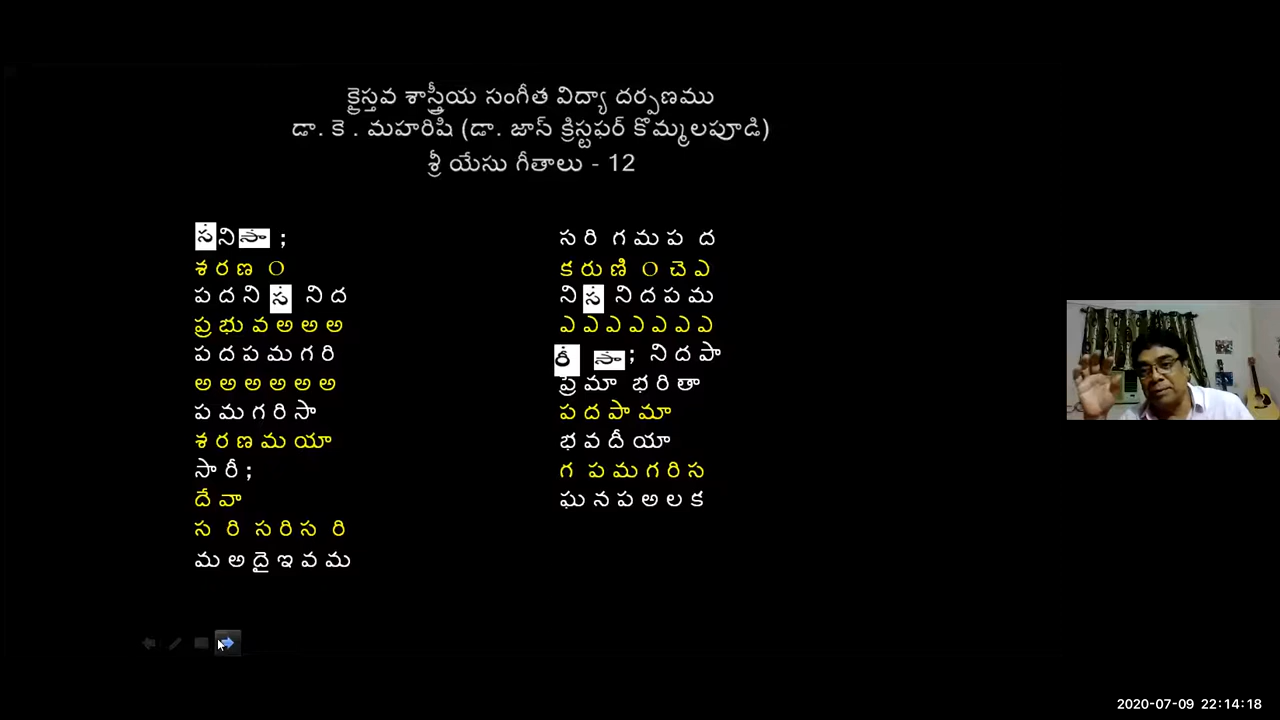 క్రైస్తవ శాస్త్రీయ సంగీత విద్యా దర్పణము
డా. కె . మహరిషి (డా. జాస్ క్రిస్టఫర్ కొమ్మలపూడి)
శ్రీ యేసు గీతాలు - 12
స నిసా ;
శ ర ణ ం
ప ద ని స ని ద
ప్ర భు వ అ అ అ
ప ద ప మ గ రి
అ అ అ అ అ అ
ప మ గ రి సా
శ ర ణ మ యా
సా రీ ;
దే వా
స రి స రి స రి
మ అ దై ఇ వ మ
స రి గ మ ప ద
క రు ణి ం చె ఎ
ని స ని ద ప మ
ఎ ఎ ఎ ఎ ఎ ఎ ఎ
రీ సా ; ని ద పా
ప్రే మా భ రి తా
ప ద పా మా
భ వ దీ యా
గ ప మ గ రి స
ఘ న ప అ ల క
2020-07-09 22:14:18